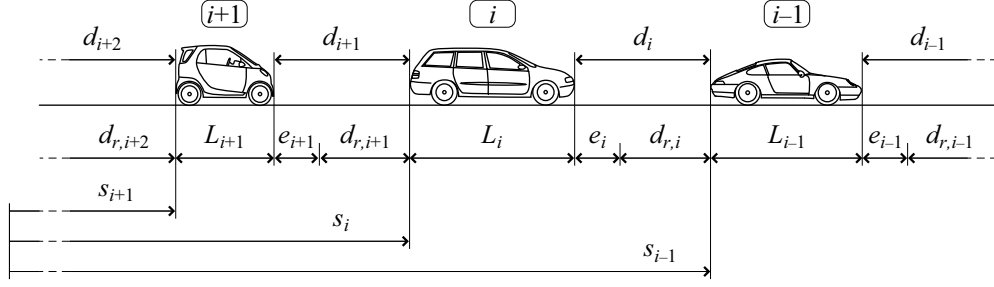 i+1 i i–1
d_{i+2} d_{i+1} d_i d_{i–1}
d_{r,i+2} L_{i+1} e_{i+1} d_{r,i+1} L_i e_i d_{r,i} L_{i–1} e_{i–1} d_{r,i–1}
s_{i+1}
s_i
s_{i–1}